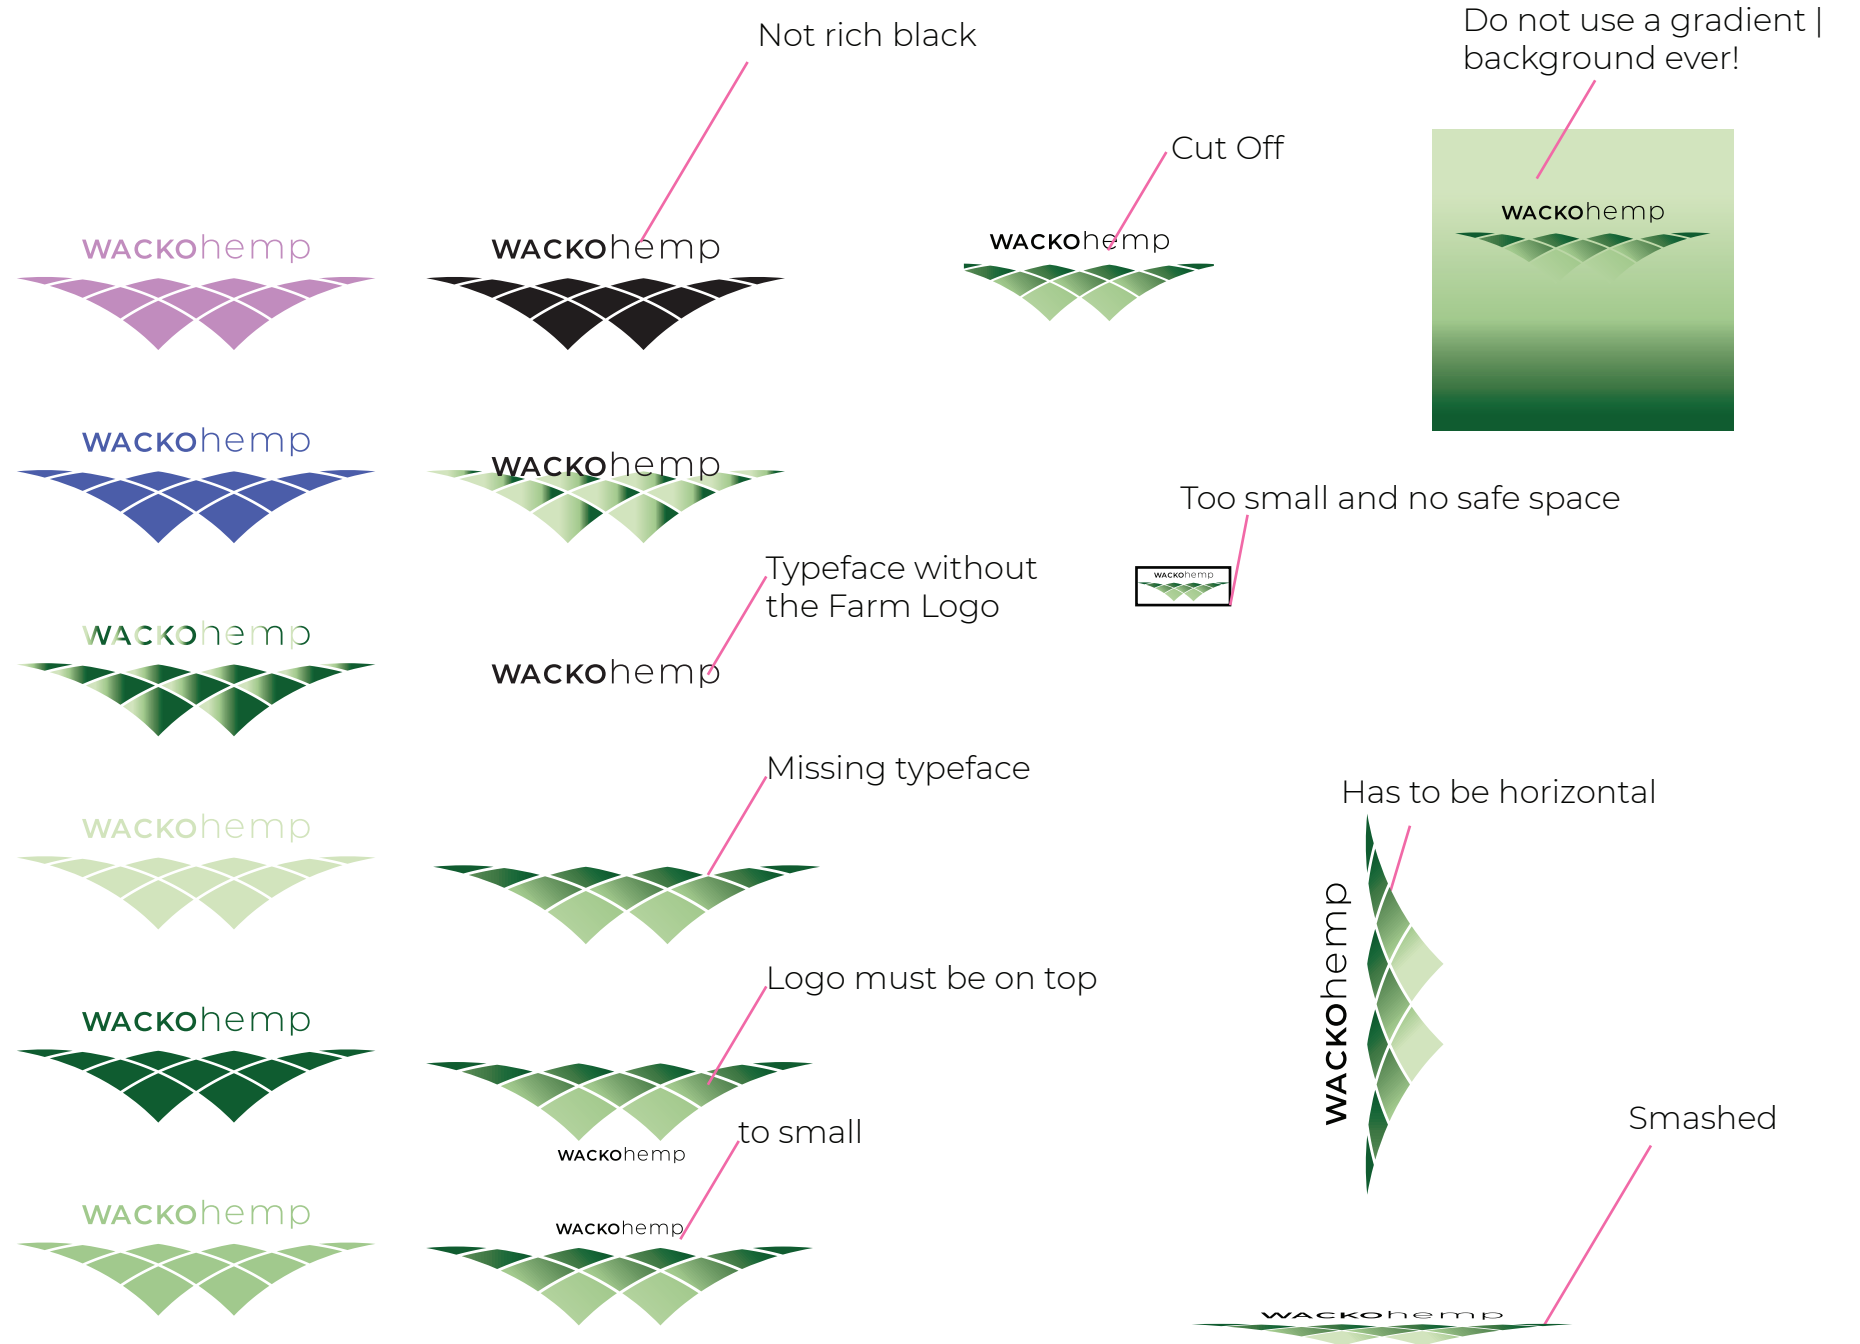 Not rich black
Do not use a gradient |
background ever!
Cut Off
WACKOhemp
WACKOhemp
WACKOhemp
WACKOhemp
WACKOhemp
WACKOhemp
Too small and no safe space
WACKOhemp
Typeface without
the Farm Logo
WACKOhemp
WACKOhemp
Missing typeface
Has to be horizontal
WACKOhemp
WACKOhemp
Logo must be on top
WACKOhemp
WACKOhemp
to small
Smashed
WACKOhemp
WACKOhemp
WACKOhemp